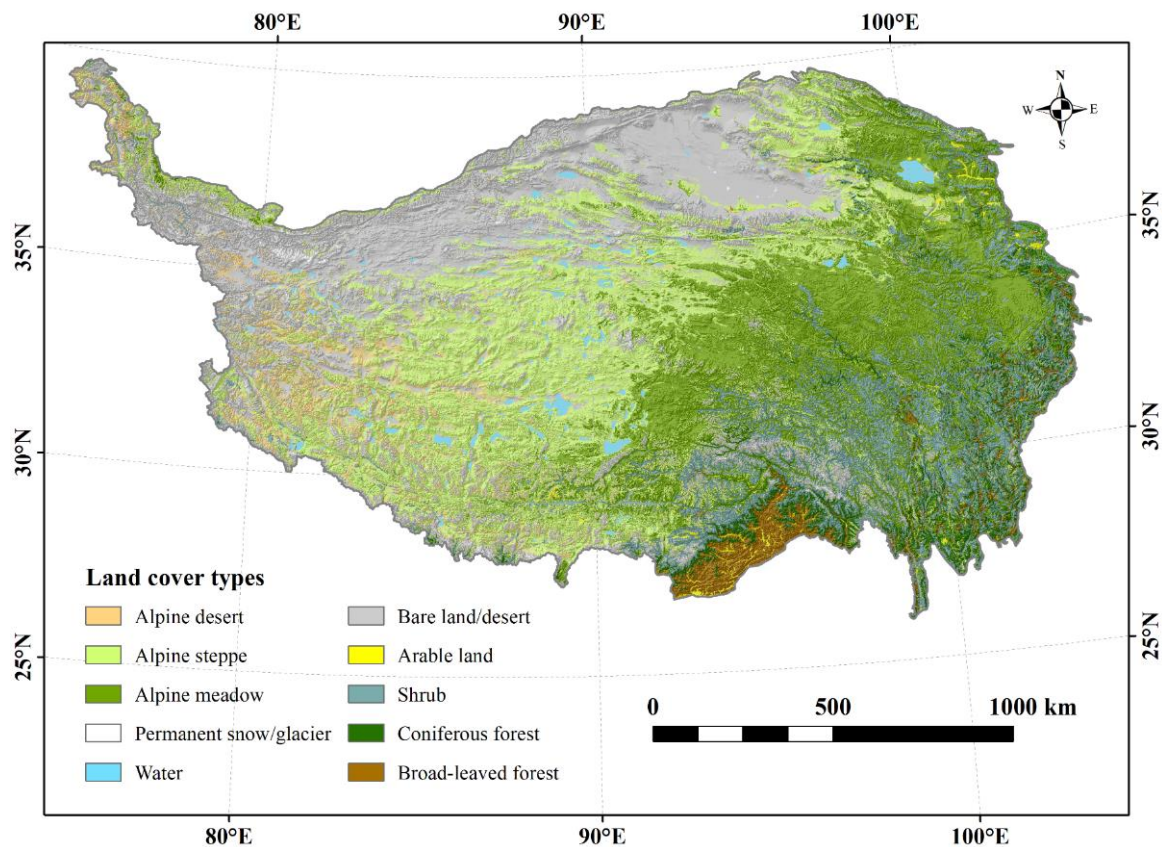 80°E
90°E
100°E
N
W
E
S
35°N
35°N
30°N
30°N
25°N
25°N
Land cover types
Alpine desert
Bare land/desert
Alpine steppe
Arable land
Alpine meadow
Shrub
Permanent snow/glacier
Coniferous forest
Water
Broad-leaved forest
0
500
1000 km
80°E
90°E
100°E